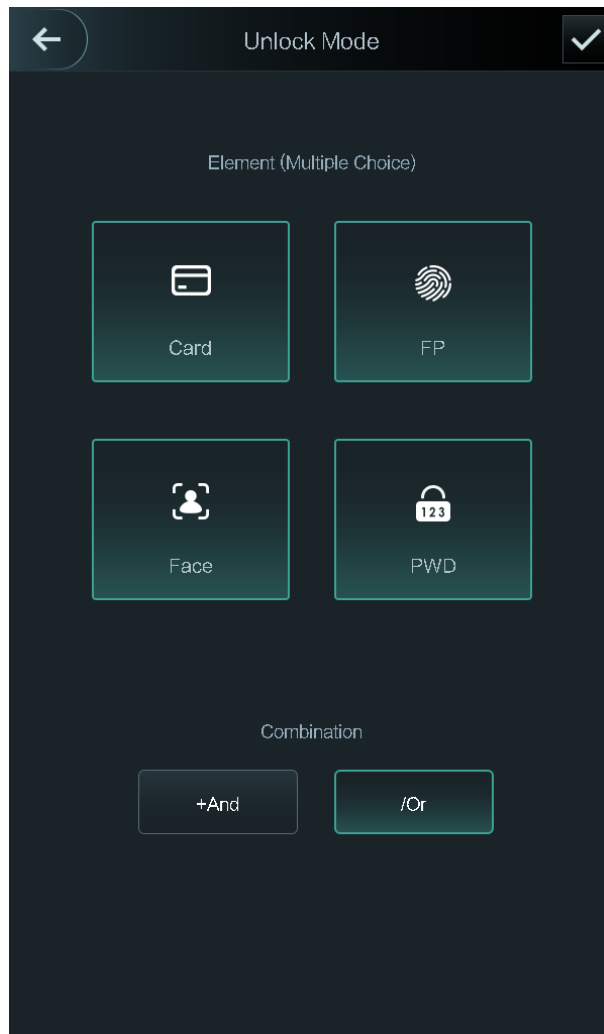 Unlock Mode
Element (Multiple Choice)
Card
FP
Face
123
PWD
Combination
+And
/Or